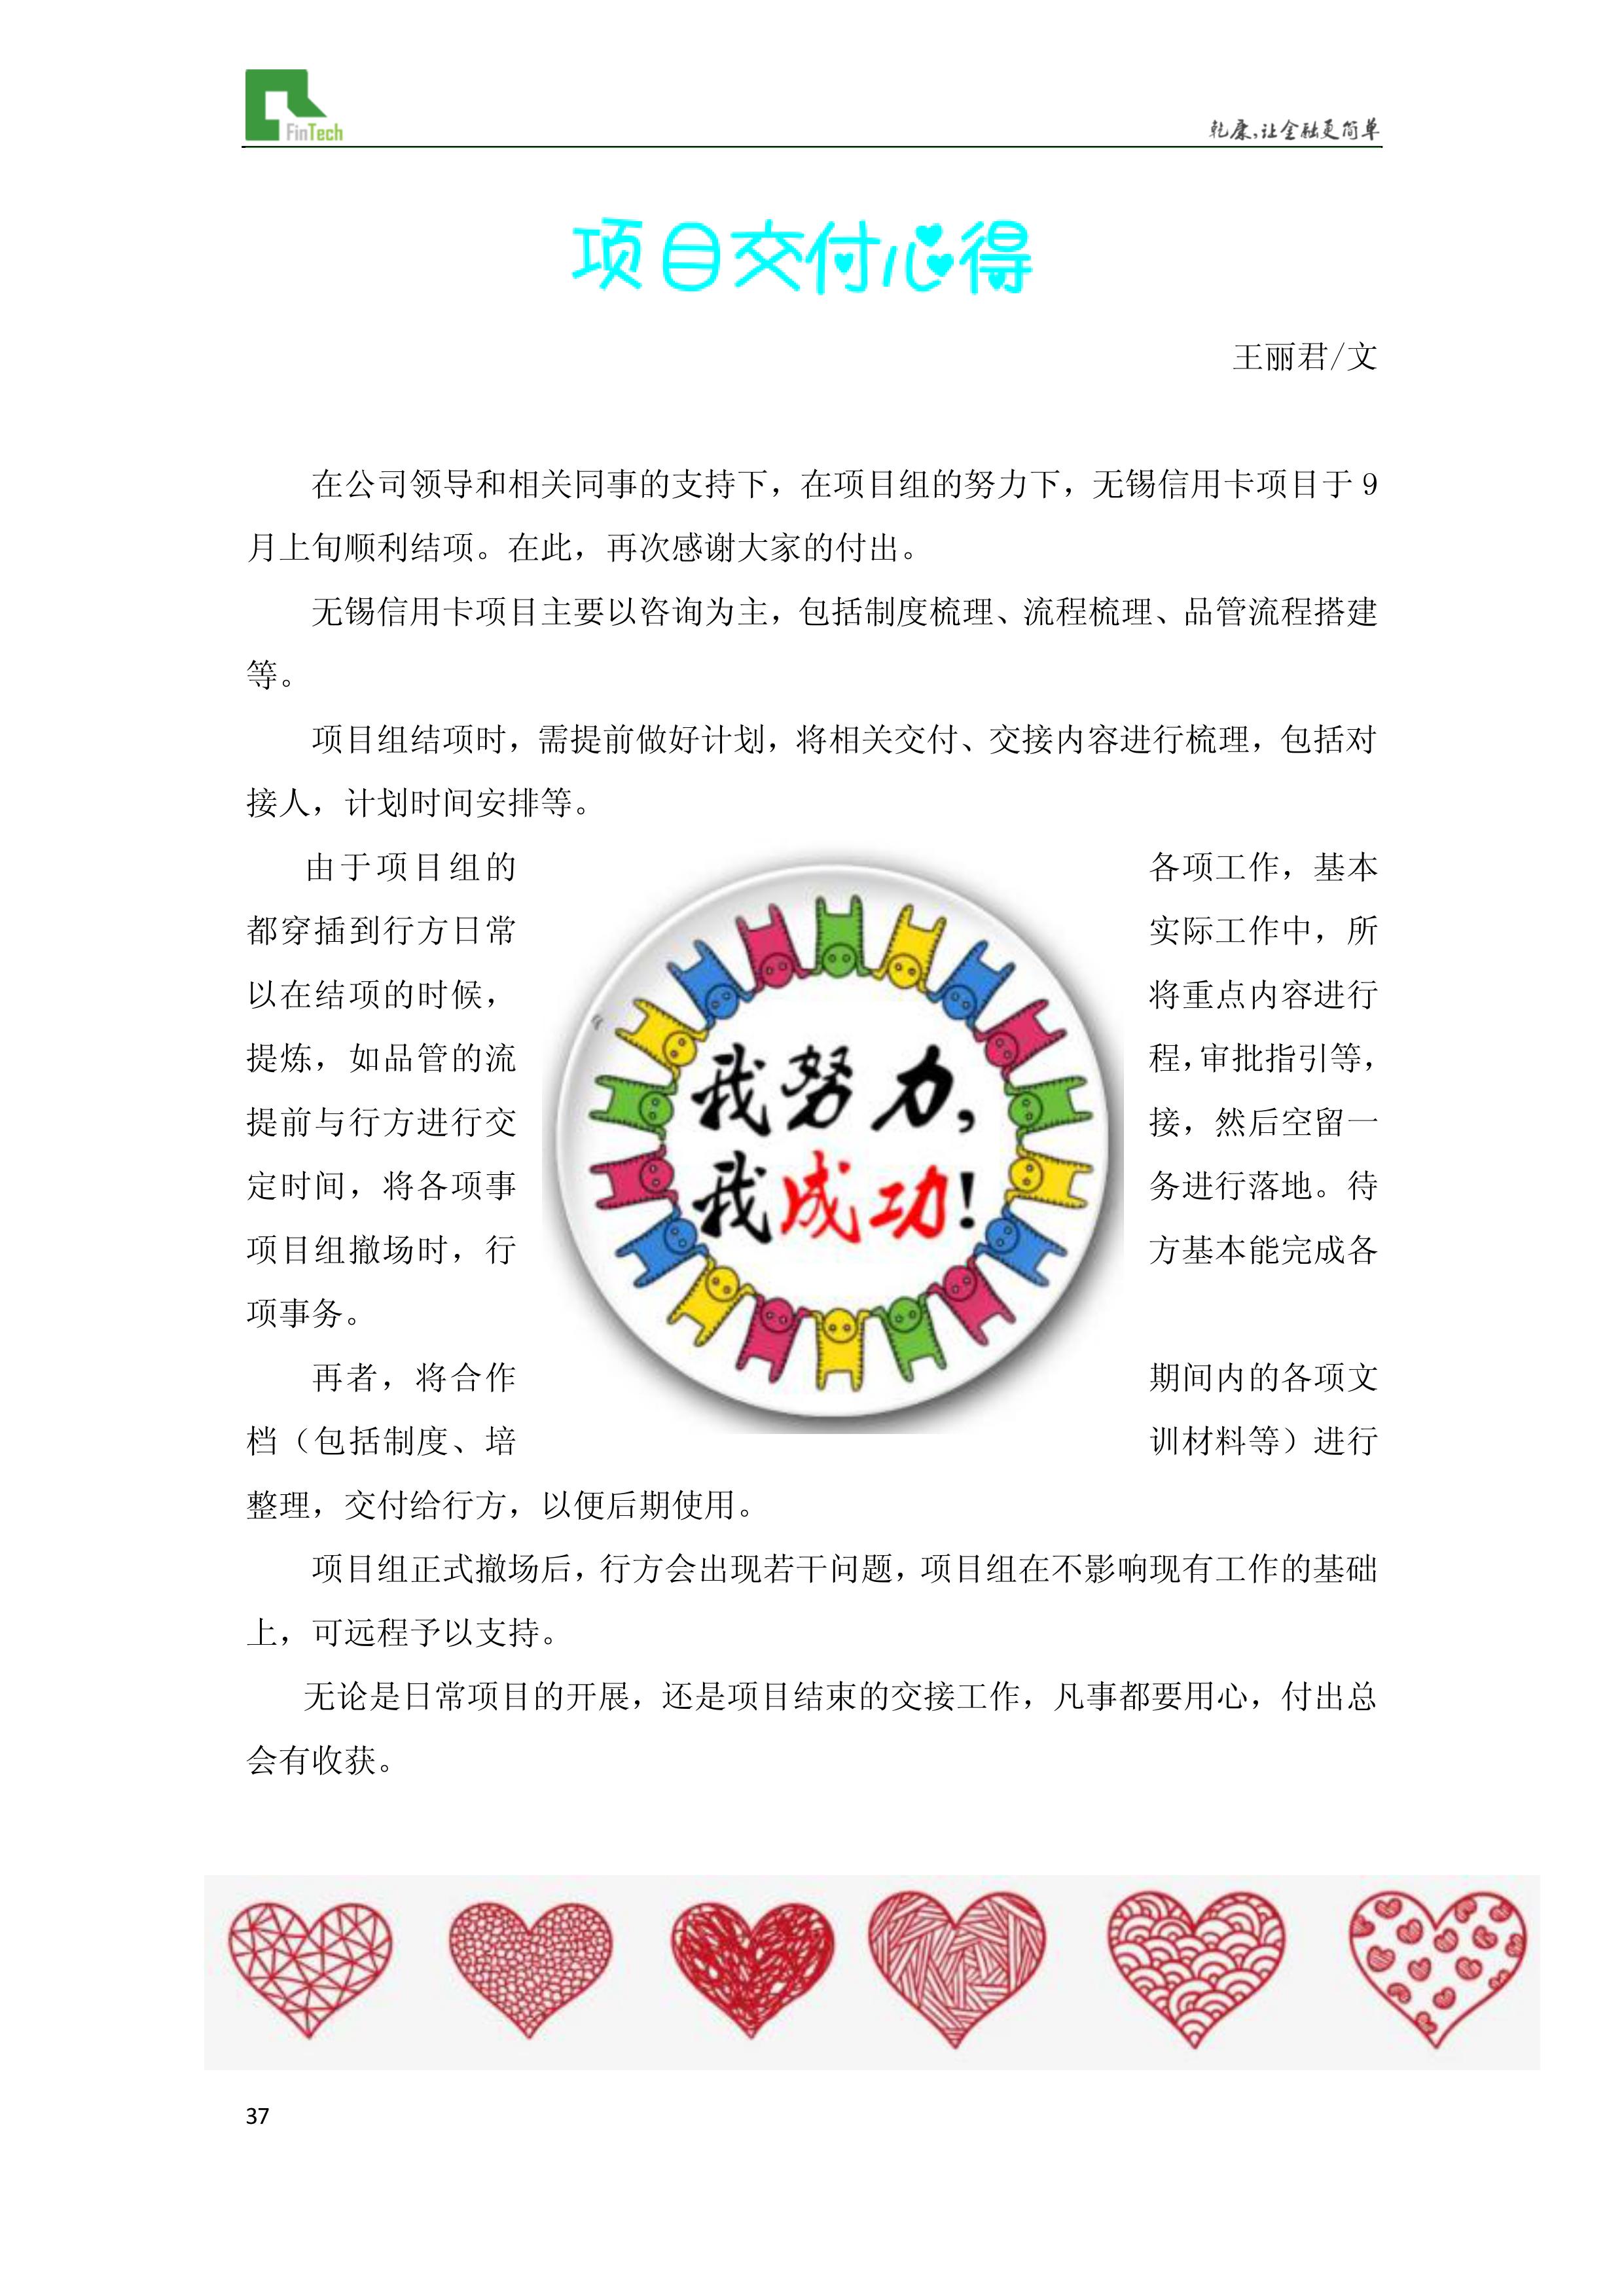 FinTech
乾康,让金融更简单
项目交付心得
王丽君/文
在公司领导和相关同事的支持下，在项目组的努力下，无锡信用卡项目于 9
月上旬顺利结项。在此，再次感谢大家的付出。
无锡信用卡项目主要以咨询为主，包括制度梳理、流程梳理、品管流程搭建
等。
项目组结项时，需提前做好计划，将相关交付、交接内容进行梳理，包括对
接人，计划时间安排等。
由于项目组的各项工作，基本
都穿插到行方日常实际工作中，所
以在结项的时候，将重点内容进行
提炼，如品管的流程，审批指引等，
提前与行方进行交接，然后空留一
定时间，将各项事务进行落地。待
项目组撤场时，行方基本能完成各
项事务。
我努力,
我成功!
再者，将合作期间内的各项文
档（包括制度、培训材料等）进行
整理，交付给行方，以便后期使用。
项目组正式撤场后，行方会出现若干问题，项目组在不影响现有工作的基础
上，可远程予以支持。
无论是日常项目的开展，还是项目结束的交接工作，凡事都要用心，付出总
会有收获。
37